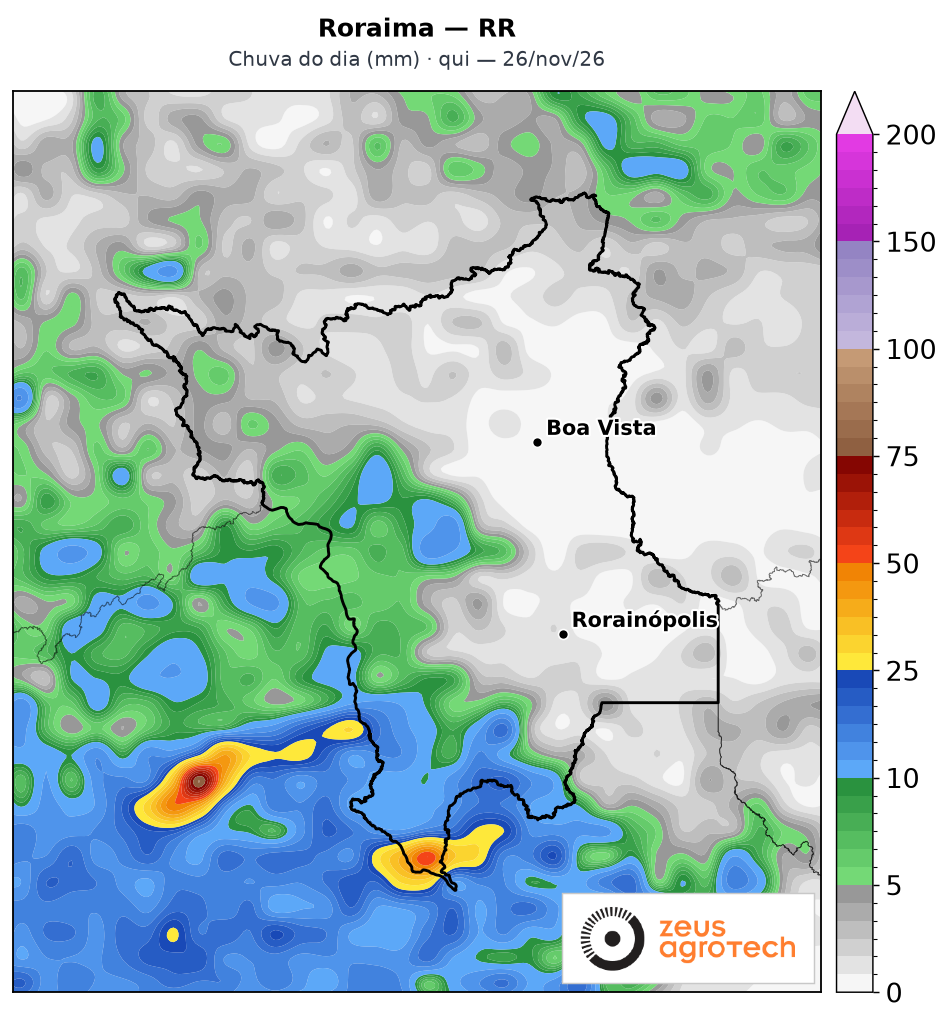 Roraima — RR
Chuva do dia (mm) · qui — 26/nov/26
200
150
100
75
50
25
10
5
0
Boa Vista
Rorainópolis
zeus
agrotech